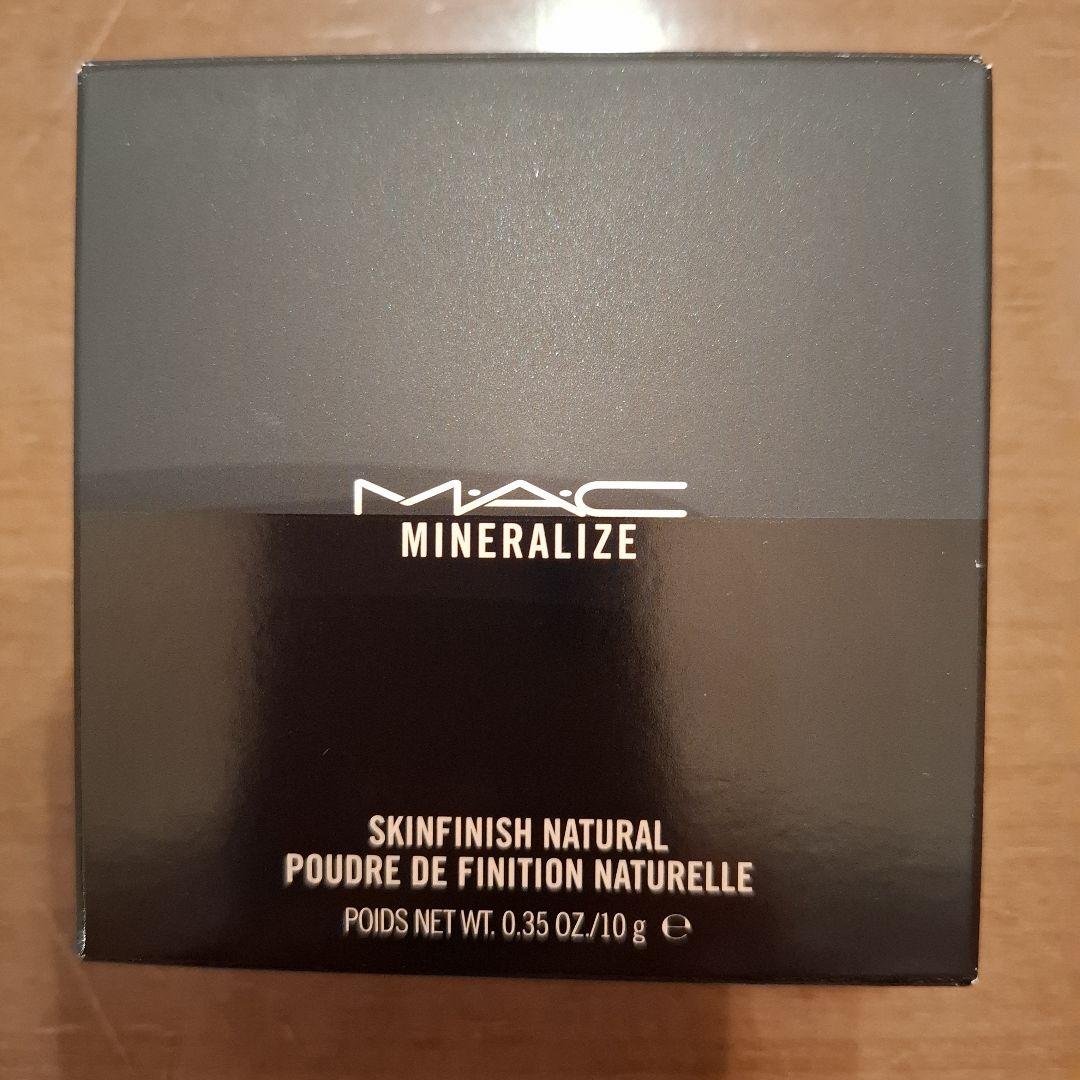 M·A·C
MINERALIZE
SKINFINISH NATURAL
POUDRE DE FINITION NATURELLE
POIDS NET WT. 0.35 OZ./10 g ℮